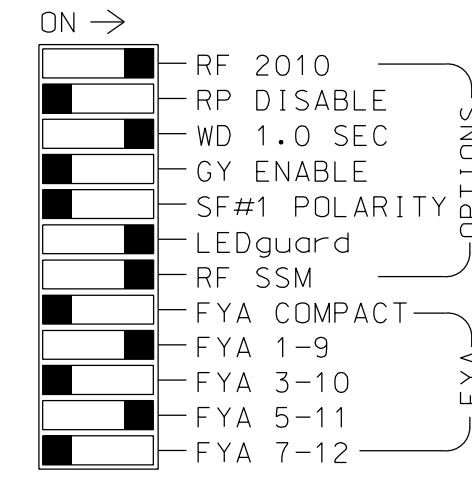 ON
RF 2010
RP DISABLE
WD 1.0 SEC
GY ENABLE
SF#1 POLARITY
LEDguard
RF SSM
FYA COMPACT
FYA 1-9
FYA 3-10
FYA 5-11
FYA 7-12
OPTIONS
FYA